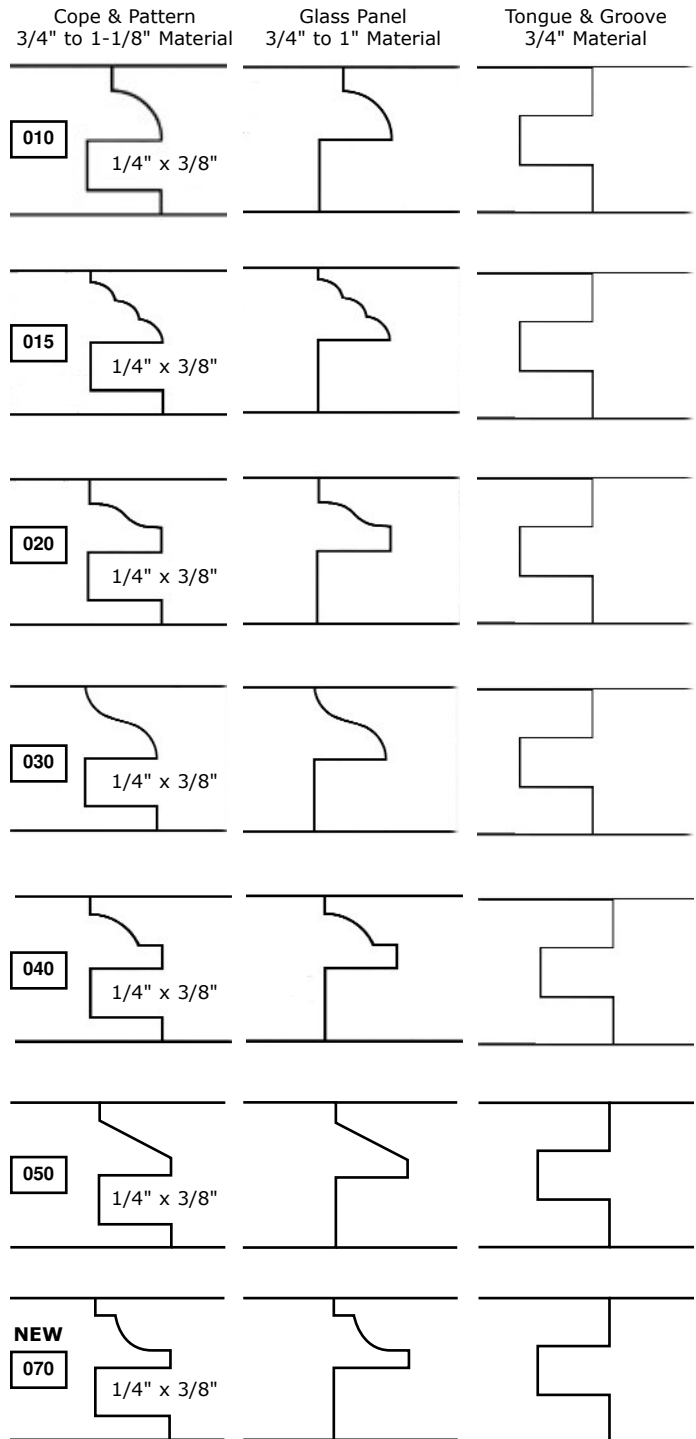 Cope & Pattern
3/4" to 1-1/8" Material
Glass Panel
3/4" to 1" Material
Tongue & Groove
3/4" Material
010
1/4" x 3/8"
015
1/4" x 3/8"
020
1/4" x 3/8"
030
1/4" x 3/8"
040
1/4" x 3/8"
050
1/4" x 3/8"
NEW
070
1/4" x 3/8"